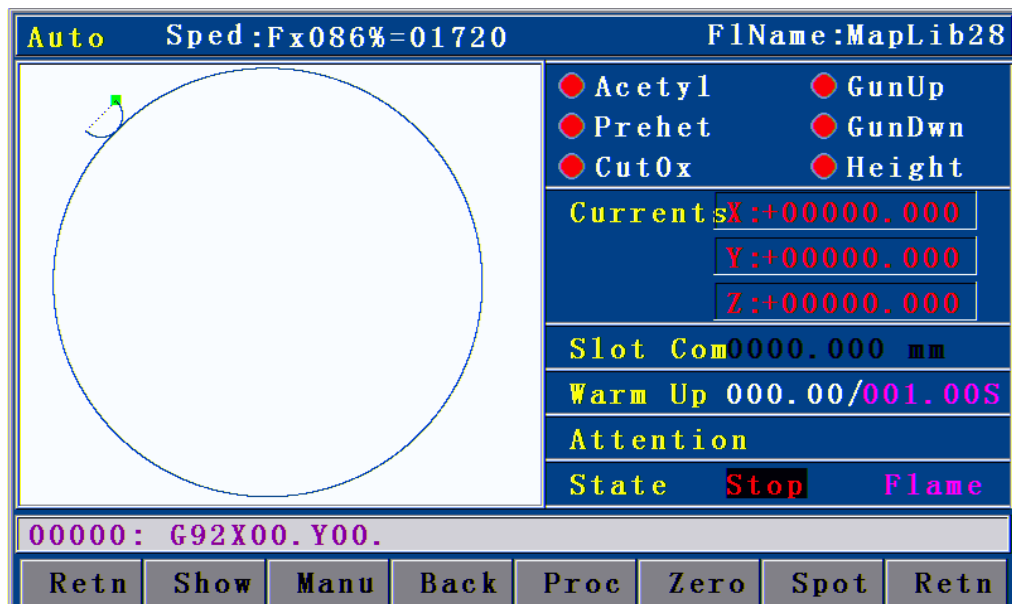 Auto Sped:Fx086%=01720 FlName:MapLib28
Acetyl GunUp
Prehet GunDwn
CutOx Height
Currents X:+00000.000
Y:+00000.000
Z:+00000.000
Slot Com 0000.000 mm
Warm Up 000.00/001.00S
Attention
State Stop Flame
00000: G92X00.Y00.
Retn Show Manu Back Proc Zero Spot Retn